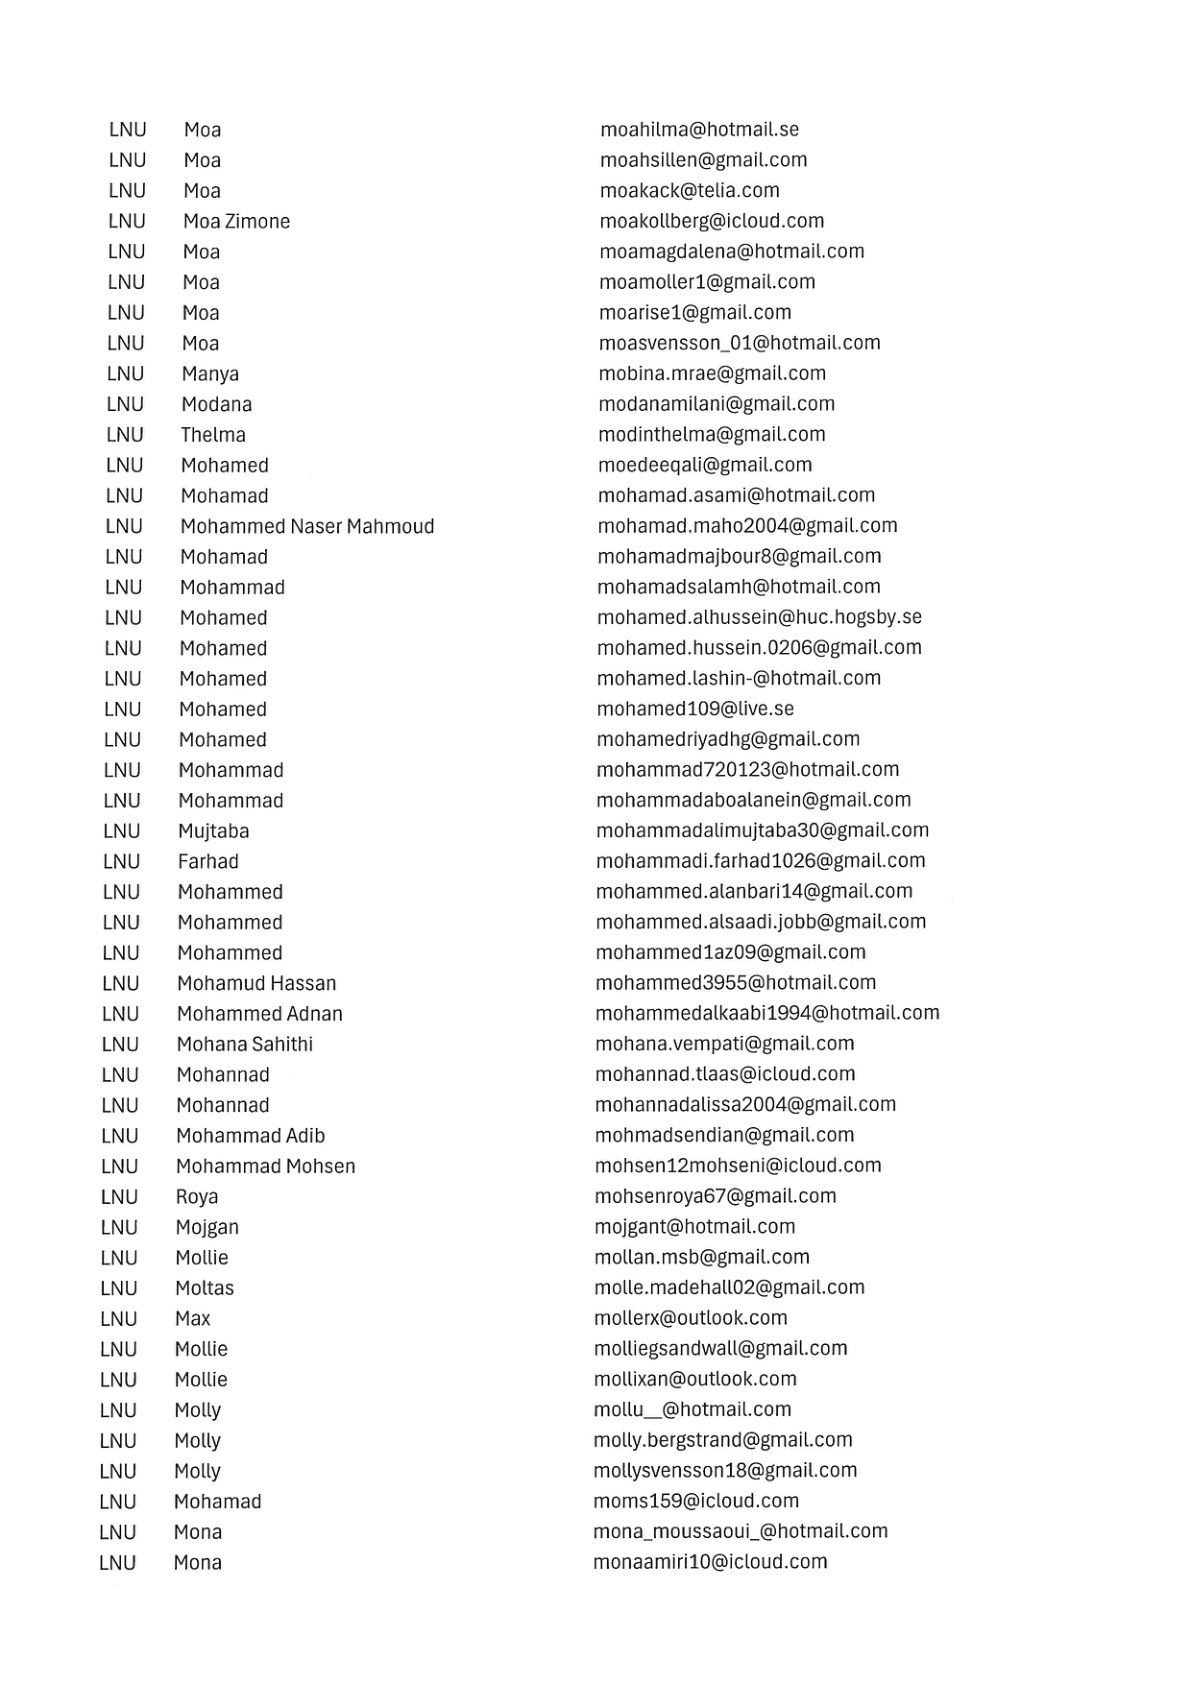 LNU Moa moahilma@hotmail.se
LNU Moa moahsillen@gmail.com
LNU Moa moakack@telia.com
LNU Moa Zimone moakollberg@icloud.com
LNU Moa moamagdalena@hotmail.com
LNU Moa moamoller1@gmail.com
LNU Moa moarise1@gmail.com
LNU Moa moasvensson_01@hotmail.com
LNU Manya mobina.mrae@gmail.com
LNU Modana modanamilani@gmail.com
LNU Thelma modinthelma@gmail.com
LNU Mohamed moedeeqali@gmail.com
LNU Mohamad mohamad.asami@hotmail.com
LNU Mohammed Naser Mahmoud mohamad.maho2004@gmail.com
LNU Mohamad mohamadmajbour8@gmail.com
LNU Mohammad mohamadsalamh@hotmail.com
LNU Mohamed mohamed.alhussein@huc.hogsby.se
LNU Mohamed mohamed.hussein.0206@gmail.com
LNU Mohamed mohamed.lashin-@hotmail.com
LNU Mohamed mohamed109@live.se
LNU Mohamed mohamedriyadhg@gmail.com
LNU Mohammad mohammad720123@hotmail.com
LNU Mohammad mohammadaboalanein@gmail.com
LNU Mujtaba mohammadalimujtaba30@gmail.com
LNU Farhad mohammadi.farhad1026@gmail.com
LNU Mohammed mohammed.alanbari14@gmail.com
LNU Mohammed mohammed.alsaadi.jobb@gmail.com
LNU Mohammed mohammed1az09@gmail.com
LNU Mohamud Hassan mohammed3955@hotmail.com
LNU Mohammed Adnan mohammedalkaabi1994@hotmail.com
LNU Mohana Sahithi mohana.vempati@gmail.com
LNU Mohannad mohannad.tlaas@icloud.com
LNU Mohannad mohannadalissa2004@gmail.com
LNU Mohammad Adib mohmadsendian@gmail.com
LNU Mohammad Mohsen mohsen12mohseni@icloud.com
LNU Roya mohsenroya67@gmail.com
LNU Mojgan mojgant@hotmail.com
LNU Mollie mollan.msb@gmail.com
LNU Moltas molle.madehall02@gmail.com
LNU Max mollerx@outlook.com
LNU Mollie molliegsandwall@gmail.com
LNU Mollie mollixan@outlook.com
LNU Molly mollu__@hotmail.com
LNU Molly molly.bergstrand@gmail.com
LNU Molly mollysvensson18@gmail.com
LNU Mohamad moms159@icloud.com
LNU Mona mona_moussaoui_@hotmail.com
LNU Mona monaamiri10@icloud.com